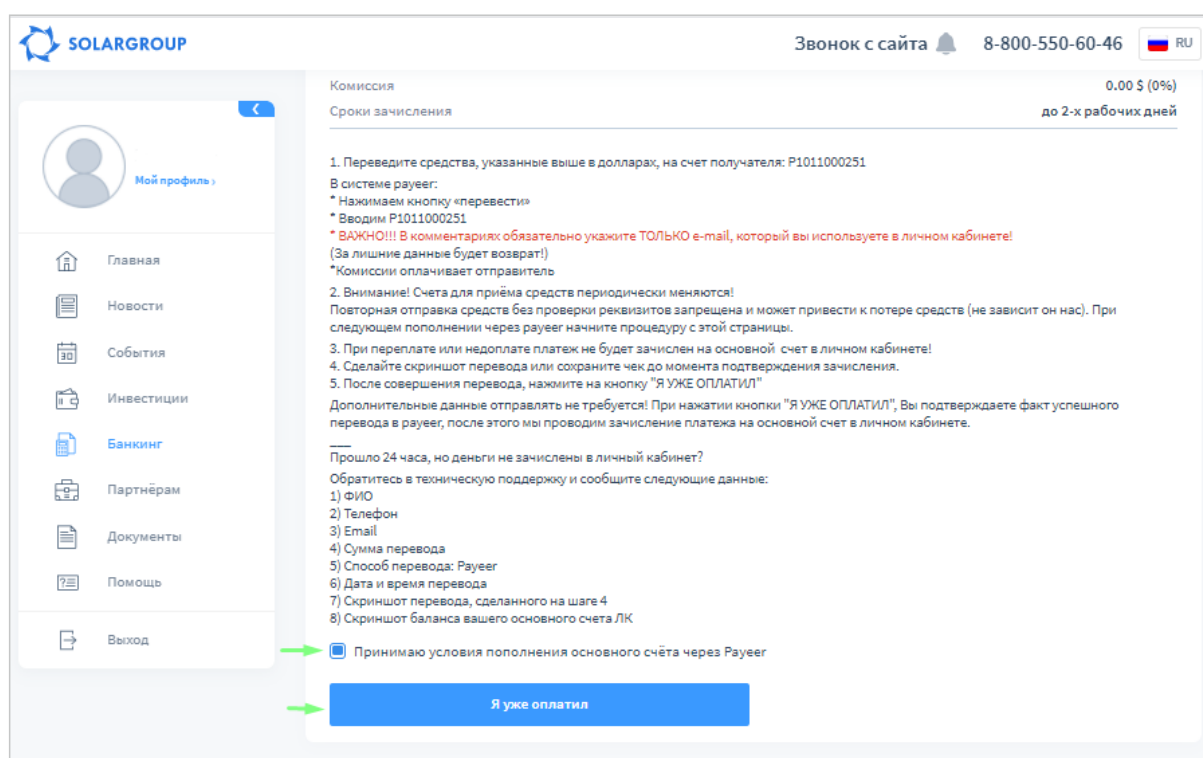 SOLARGROUP
Звонок с сайта
8-800-550-60-46
RU
Мой профиль ›
Главная
Новости
30
События
Инвестиции
Банкинг
Партнёрам
Документы
Помощь
Выход
Комиссия 0.00 $ (0%)
Сроки зачисления до 2-х рабочих дней
1. Переведите средства, указанные выше в долларах, на счет получателя: P1011000251
В системе payeer:
* Нажимаем кнопку «перевести»
* Вводим P1011000251
* ВАЖНО!!! В комментариях обязательно укажите ТОЛЬКО e-mail, который вы используете в личном кабинете!
(За лишние данные будет возврат!)
*Комиссии оплачивает отправитель
2. Внимание! Счета для приёма средств периодически меняются!
Повторная отправка средств без проверки реквизитов запрещена и может привести к потере средств (не зависит он нас). При
следующем пополнении через payeer начните процедуру с этой страницы.
3. При переплате или недоплате платеж не будет зачислен на основной счет в личном кабинете!
4. Сделайте скриншот перевода или сохраните чек до момента подтверждения зачисления.
5. После совершения перевода, нажмите на кнопку "Я УЖЕ ОПЛАТИЛ"
Дополнительные данные отправлять не требуется! При нажатии кнопки "Я УЖЕ ОПЛАТИЛ", Вы подтверждаете факт успешного
перевода в payeer, после этого мы проводим зачисление платежа на основной счет в личном кабинете.
___
Прошло 24 часа, но деньги не зачислены в личный кабинет?
Обратитесь в техническую поддержку и сообщите следующие данные:
1) ФИО
2) Телефон
3) Email
4) Сумма перевода
5) Способ перевода: Payeer
6) Дата и время перевода
7) Скриншот перевода, сделанного на шаге 4
8) Скриншот баланса вашего основного счета ЛК
Принимаю условия пополнения основного счёта через Payeer
Я уже оплатил